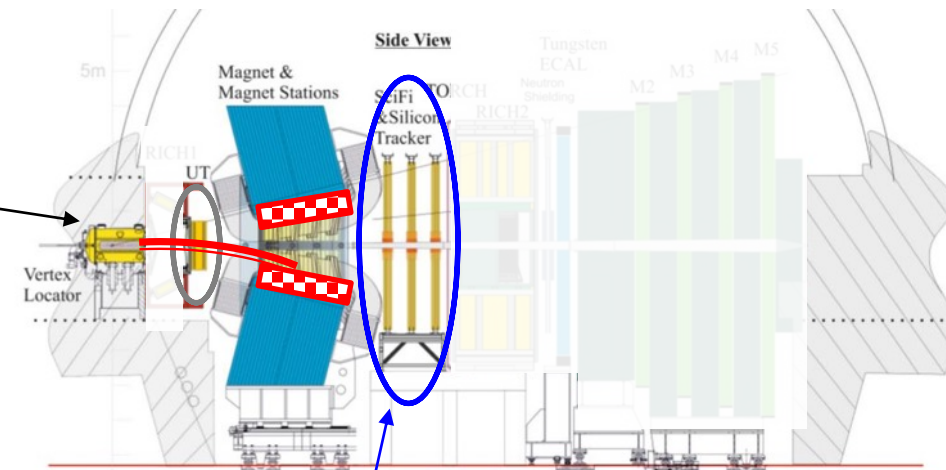 Side View
Tungsten
ECAL
5m
Magnet &
Magnet Stations
SciFi
&Silicon
Tracker
TORCH
Neutron
Shielding
RICH2
M2
M3
M4
M5
RICH1
UT
Vertex
Locator